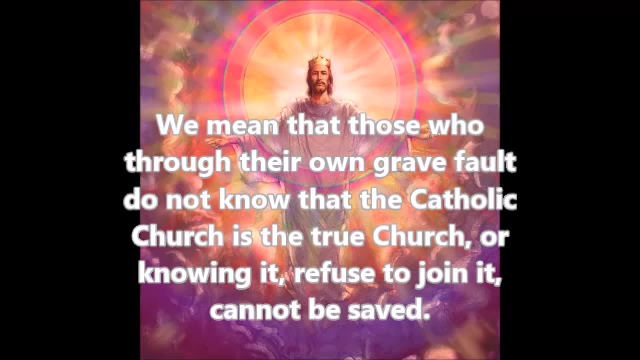 We mean that those who
through their own grave fault
do not know that the Catholic
Church is the true Church, or
knowing it, refuse to join it,
cannot be saved.